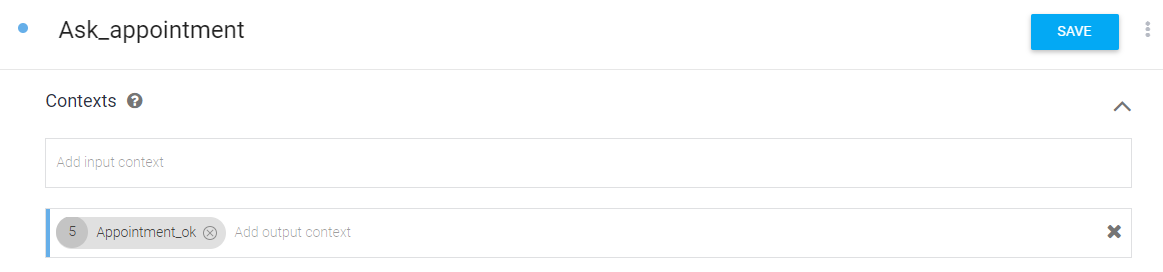 Ask_appointment SAVE
Contexts
Add input context
5 Appointment_ok Add output context